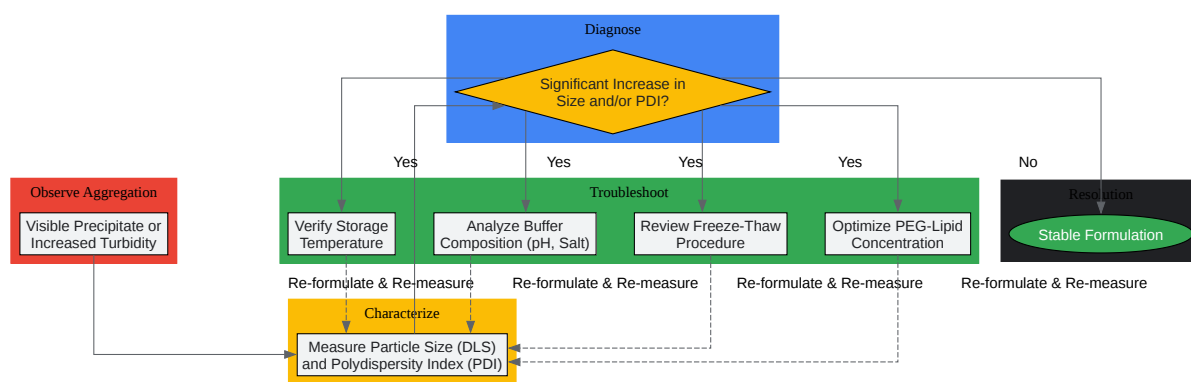 Diagnose
Significant Increase in
Size and/or PDI?
Yes
Yes
Yes
Yes
No
Observe Aggregation
Visible Precipitate or
Increased Turbidity
Troubleshoot
Verify Storage
Temperature
Analyze Buffer
Composition (pH, Salt)
Review Freeze-Thaw
Procedure
Optimize PEG-Lipid
Concentration
Resolution
Stable Formulation
Re-formulate & Re-measure
Re-formulate & Re-measure
Re-formulate & Re-measure
Re-formulate & Re-measure
Characterize
Measure Particle Size (DLS)
and Polydispersity Index (PDI)